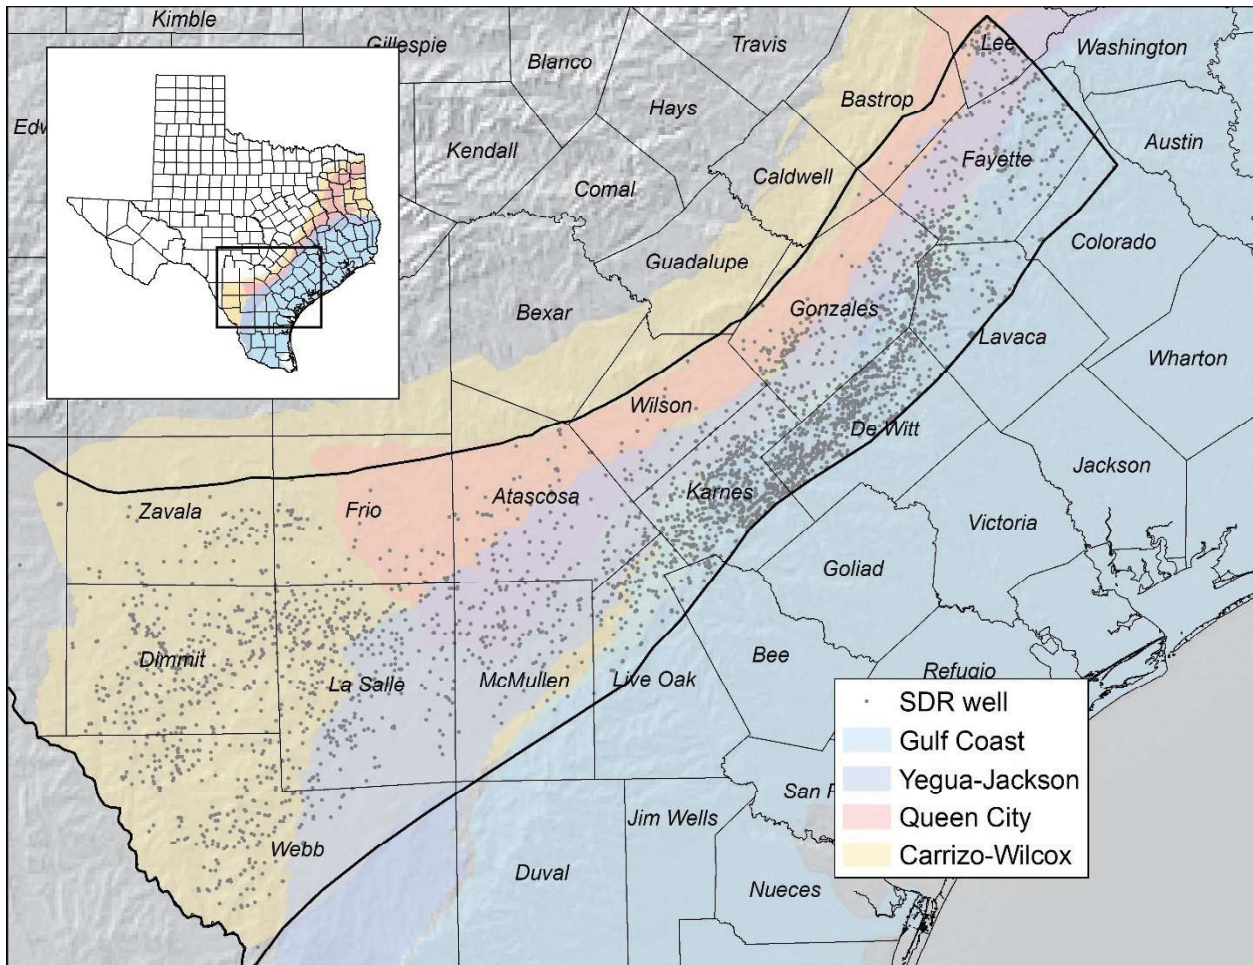 Kimble
Gillespie
Travis
Lee
Washington
Blanco
Bastrop
Hays
Edw
Austin
Kendall
Fayette
Comal
Caldwell
Colorado
Guadalupe
Bexar
Gonzales
Lavaca
Wharton
Wilson
De Witt
Jackson
Karnes
Atascosa
Zavala
Frio
Victoria
Goliad
Dimmit
Bee
La Salle
McMullen
Live Oak
Refugio
SDR well
Gulf Coast
Yegua-Jackson
Queen City
Carrizo-Wilcox
San P
Jim Wells
Webb
Duval
Nueces